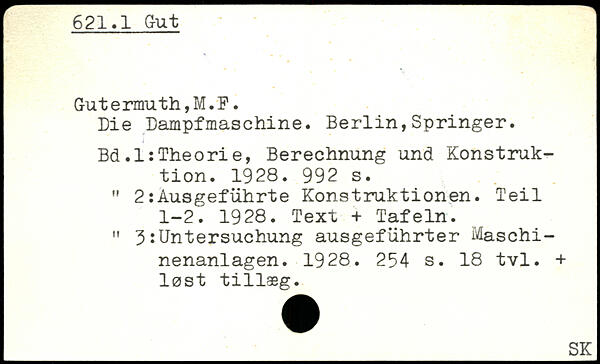 621.1 Gut
Gutermuth,M.F.
Die Dampfmaschine. Berlin,Springer.
Bd.1:Theorie, Berechnung und Konstruk-
tion. 1928. 992 s.
" 2:Ausgeführte Konstruktionen. Teil
1-2. 1928. Text + Tafeln.
" 3:Untersuchung ausgeführter Maschi-
nenanlagen. 1928. 254 s. 18 tvl. +
løst tillæg.
SK